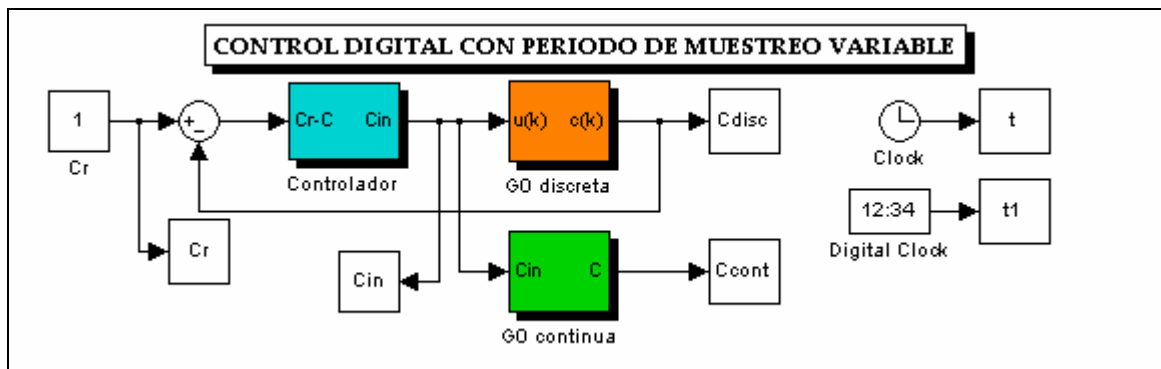 CONTROL DIGITAL CON PERIODO DE MUESTREO VARIABLE
1
Cr
+
-
Cr-C Cin
Controlador
u(k) c(k)
GO discreta
Cdisc
Clock
t
12:34
Digital Clock
t1
Cr
Cin
Cin C
GO continua
Ccont